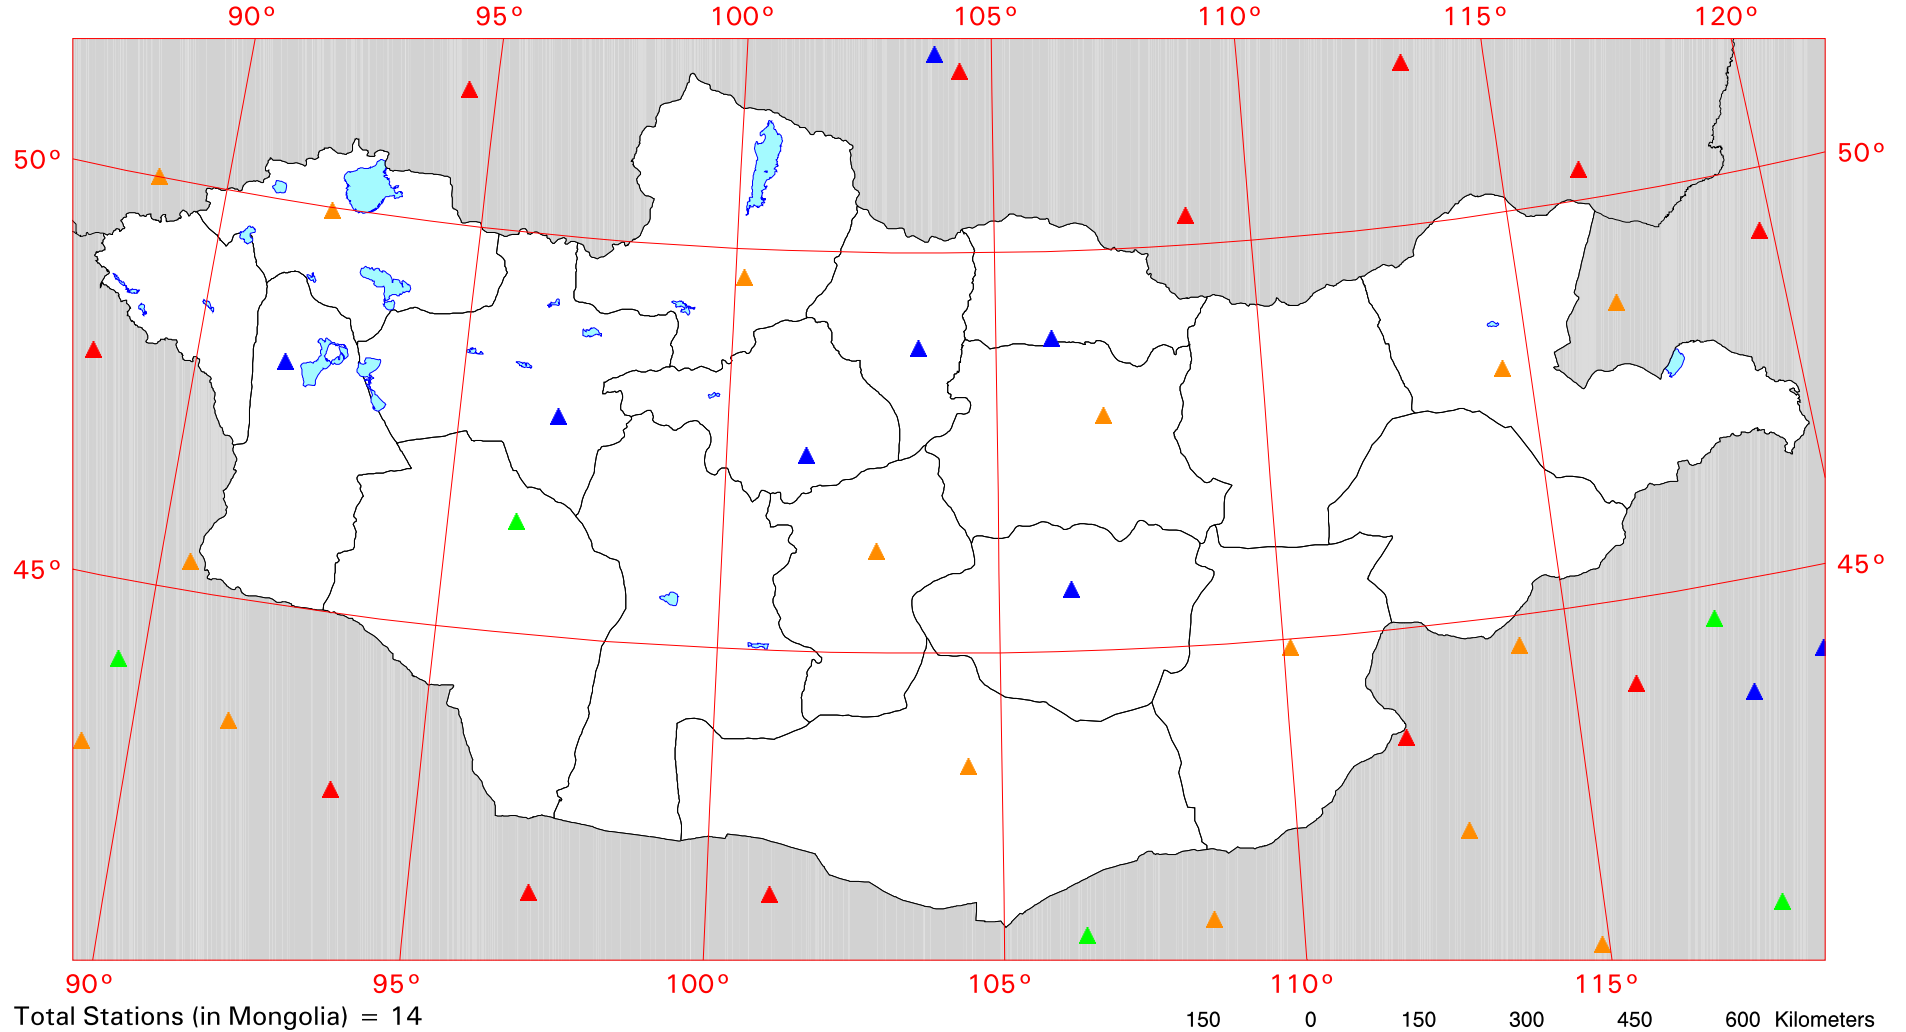 90° 95° 100° 105° 110° 115° 120°
50° 50°
45° 45°
90° 95° 100° 105° 110° 115°
Total Stations (in Mongolia) = 14
150 0 150 300 450 600 Kilometers